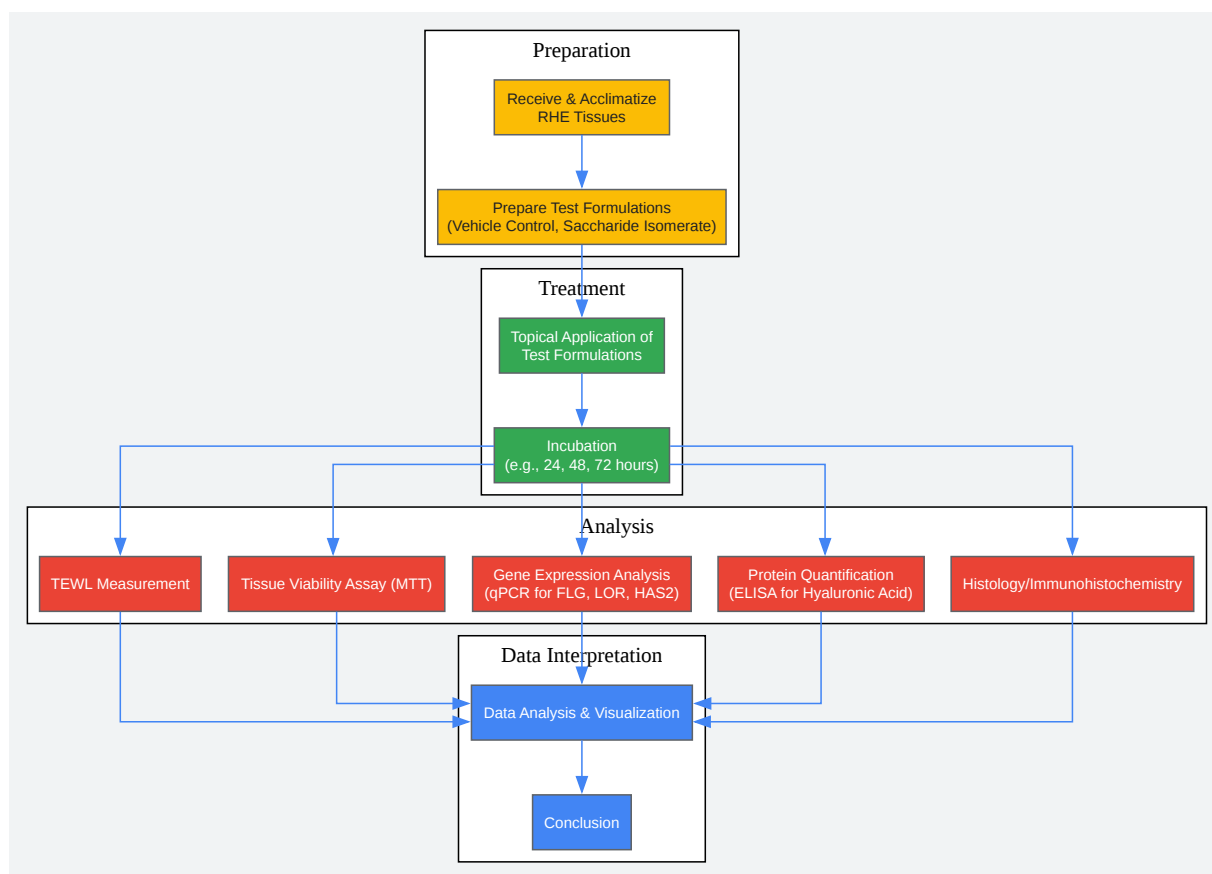 Preparation
Receive & Acclimatize
RHE Tissues
Prepare Test Formulations
(Vehicle Control, Saccharide Isomerate)
Treatment
Topical Application of
Test Formulations
Incubation
(e.g., 24, 48, 72 hours)
Analysis
TEWL Measurement
Tissue Viability Assay (MTT)
Gene Expression Analysis
(qPCR for FLG, LOR, HAS2)
Protein Quantification
(ELISA for Hyaluronic Acid)
Histology/Immunohistochemistry
Data Interpretation
Data Analysis & Visualization
Conclusion